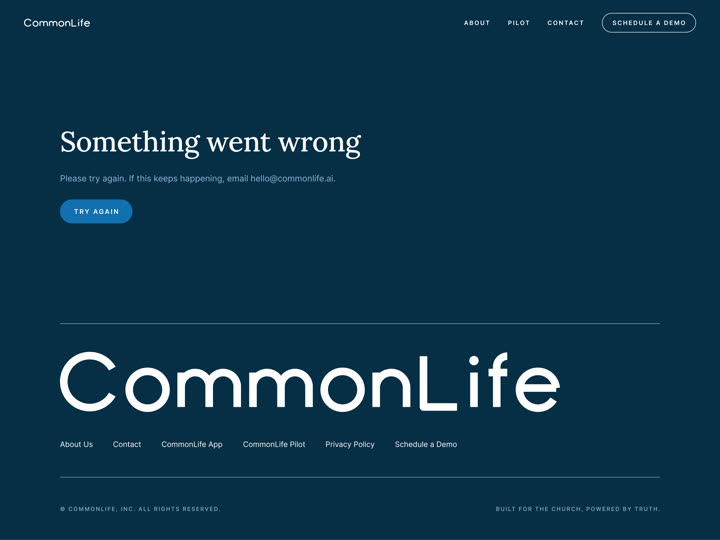 CommonLife
ABOUT PILOT CONTACT SCHEDULE A DEMO
Something went wrong
Please try again. If this keeps happening, email hello@commonlife.ai.
TRY AGAIN
CommonLife
About Us Contact CommonLife App CommonLife Pilot Privacy Policy Schedule a Demo
© COMMONLIFE, INC. ALL RIGHTS RESERVED.
BUILT FOR THE CHURCH, POWERED BY TRUTH.